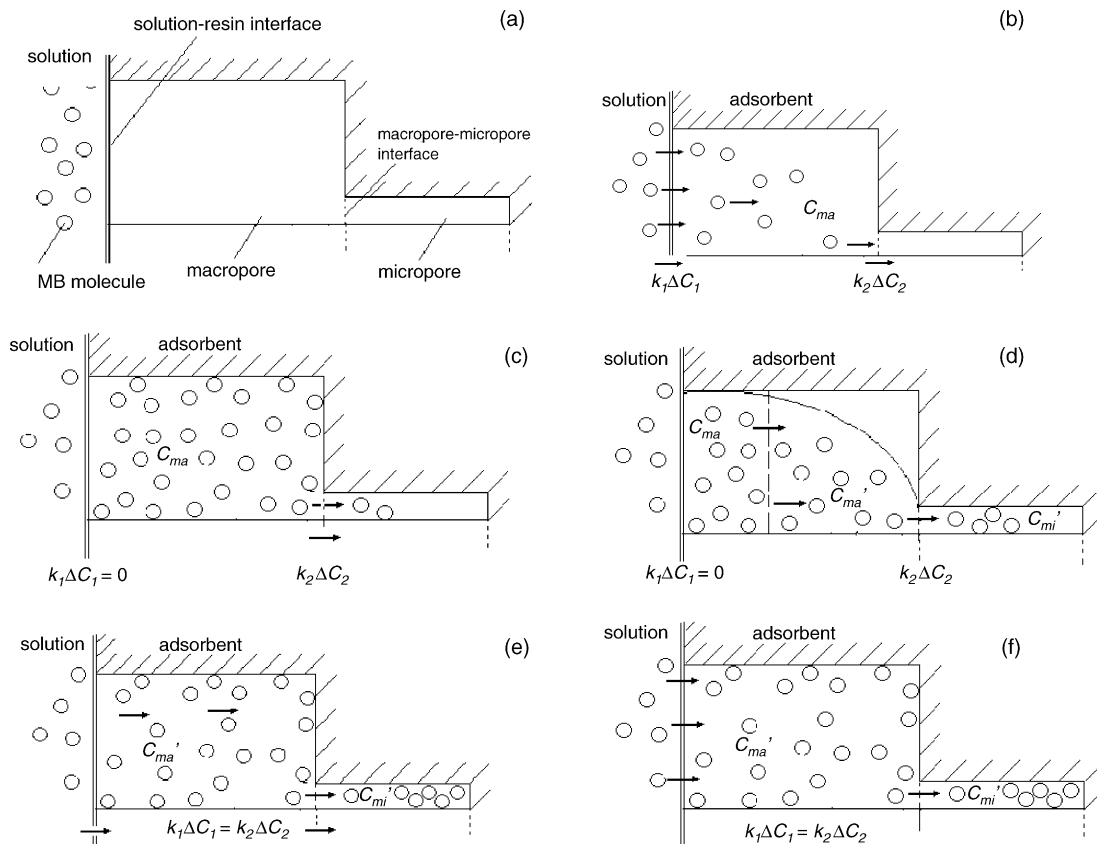 (a)
solution-resin interface
solution
macropore-micropore
interface
macropore
micropore
MB molecule
(b)
solution
adsorbent
C_ma
k_1ΔC_1
k_2ΔC_2
(c)
solution
adsorbent
C_ma
k_1ΔC_1 = 0
k_2ΔC_2
(d)
solution
adsorbent
C_ma
C_ma'
C_mi'
k_1ΔC_1 = 0
k_2ΔC_2
(e)
solution
adsorbent
C_ma'
C_mi'
k_1ΔC_1 = k_2ΔC_2
(f)
solution
adsorbent
C_ma'
C_mi'
k_1ΔC_1 = k_2ΔC_2